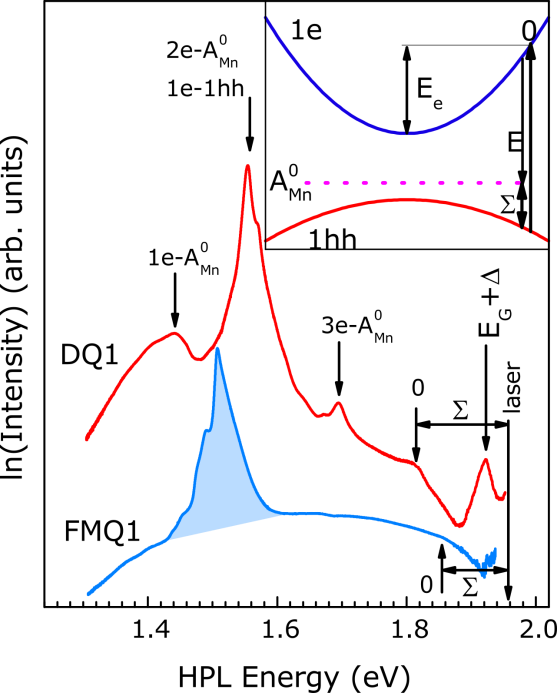 1e
0
E_e
E
A^0_Mn
Σ
1hh
2e-A^0_Mn
1e-1hh
1e-A^0_Mn
3e-A^0_Mn
E_G +Δ
0
Σ
laser
DQ1
FMQ1
0
Σ
ln(Intensity) (arb. units)
1.4 1.6 1.8 2.0
HPL Energy (eV)